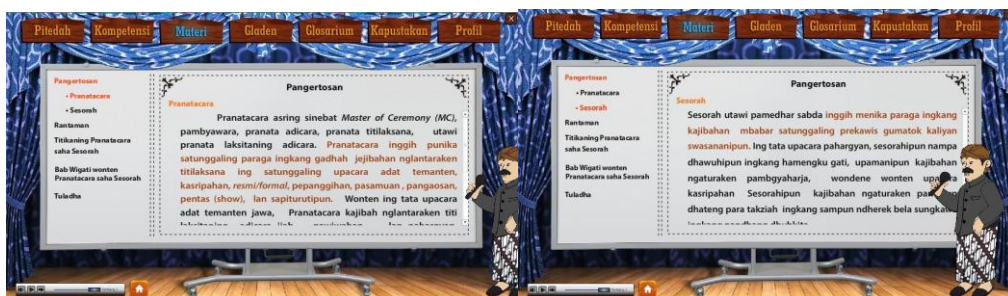 Pitedah Kompetensi Materi Gladen Glosarium Kapustakan Profil
Pangertosan
• Pranatacara
• Sesorah
Rantaman
Titikaning Pranatacara
saha Sesorah
Bab Wigati wonten
Pranatacara saha Sesorah
Tuladha
Pangertosan
Pranatacara
Pranatacara asring sinebat Master of Ceremony (MC),
pambyawara, pranata adicara, pranata titilaksana, utawi
pranata laksitaning adicara. Pranatacara inggih punika
satunggaling paraga ingkang gadhah jejibahan nglantaraken
titilaksana ing satunggaling upacara adat temanten,
kasripahan, resmi/formal, pepanggihan, pasamuan , pangaosan,
pentas (show), lan sapiturutipun. Wonten ing tata upacara
adat temanten jawa, Pranatacara kajibah nglantaraken titi
Pitedah Kompetensi Materi Gladen Glosarium Kapustakan Profil
Pangertosan
• Pranatacara
• Sesorah
Rantaman
Titikaning Pranatacara
saha Sesorah
Bab Wigati wonten
Pranatacara saha Sesorah
Tuladha
Pangertosan
Sesorah
Sesorah utawi pamedhar sabda inggih menika paraga ingkang
kajibahan mbabar satunggaling prekawis gumatok kaliyan
swasananipun. Ing tata upacara pahargyan, sesorahipun nampa
dhawuhipun ingkang hamengku gati, upamanipun kajibahan
ngaturaken pambgyaharja, wondene wonten
kasripahan Sesorahipun kajibahan ngaturaken
dhateng para takziah ingkang sampun ndherek bela